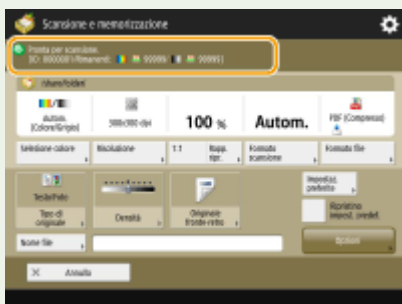 Scansione e memorizzazione
Pronta per scansione.
/share/folder/
Autom. (Colore/Grigio)
300x300 dpi
100 %
Autom.
PDF (Compresso)
Selezione colore
Risoluzione
1:1
Rapp. ripr.
Formato scansione
Formato file
Testo/Foto
Tipo di originale
Densità
Originale fronte-retro
Impostaz. preferite
Ripristino impost. predef.
Nome file
Opzioni
Annulla